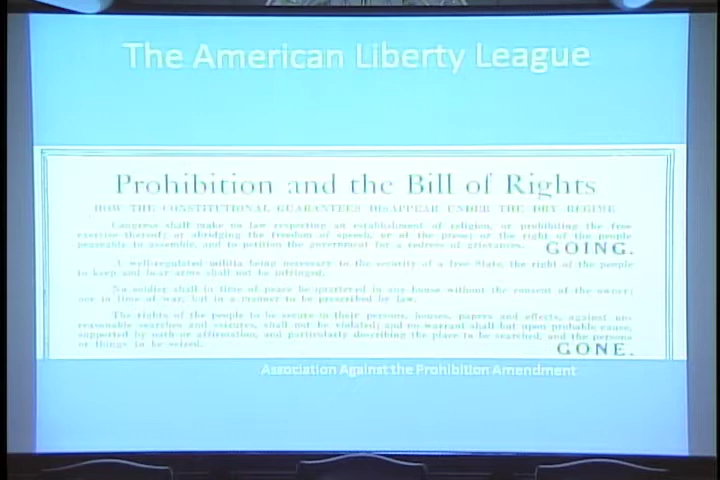 The American Liberty League
Prohibition and the Bill of Rights
HOW THE CONSTITUTIONAL GUARANTEES DISAPPEAR UNDER THE DRY REGIME
Congress shall make no law respecting an establishment of religion, or prohibiting the free
exercise thereof; or abridging the freedom of speech, or of the press; or the right of the people
peaceable to assemble, and to petition the government for a redress of grievances.
GOING.
A well-regulated militia being necessary to the security of a free State, the right of the people
to keep and bear arms shall not be infringed.
No soldier shall in time of peace be quartered in any house without the consent of the owner;
nor in time of war, but in a manner to be prescribed by law.
The rights of the people to be secure in their persons, houses, papers and effects, against un-
reasonable searches and seizures, shall not be violated; and no warrant shall but upon probable cause,
supported by oath or affirmation, and particularly describing the place to be searched, and the persons
or things to be seized.
GONE.
Association Against the Prohibition Amendment